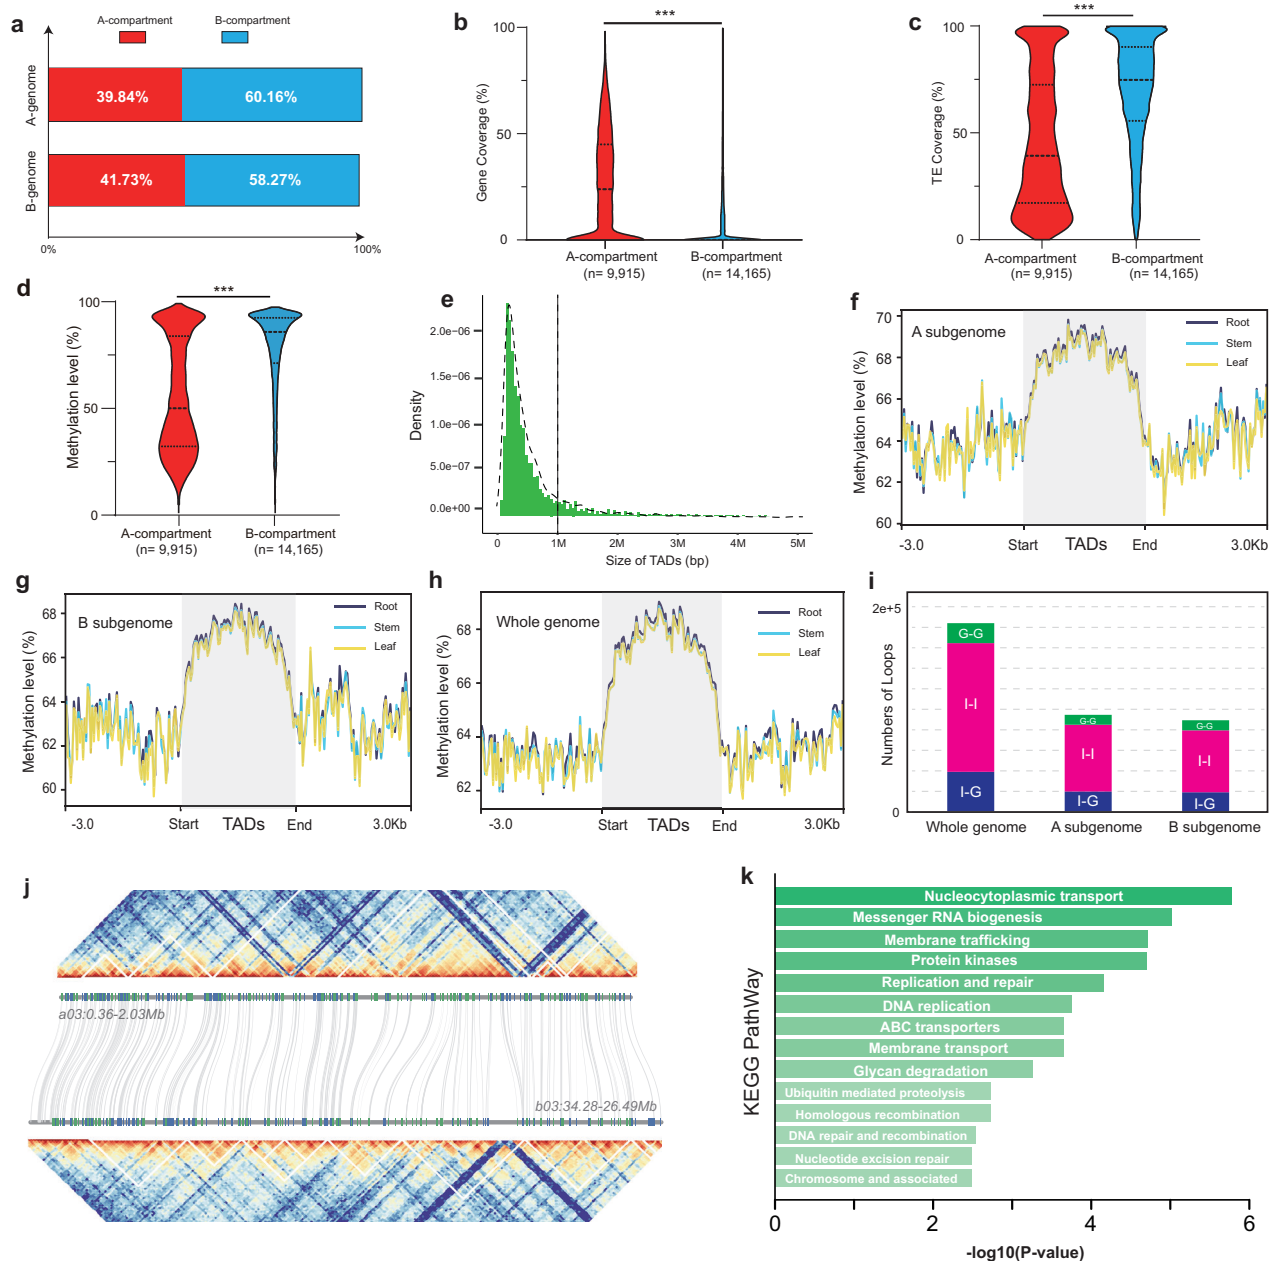 a
A-compartment
B-compartment
A-genome
39.84%
60.16%
B-genome
41.73%
58.27%
0%
100%
b
***
Gene Coverage (%)
100
50
0
A-compartment
(n= 9,915)
B-compartment
(n= 14,165)
c
***
TE Coverage (%)
100
50
0
A-compartment
(n= 9,915)
B-compartment
(n= 14,165)
d
***
Methylation level (%)
100
50
0
A-compartment
(n= 9,915)
B-compartment
(n= 14,165)
e
Density
2.0e−06
1.5e−06
1.0e−06
5.0e−07
0.0e+00
0
1M
2M
3M
4M
5M
Size of TADs (bp)
f
A subgenome
Root
Stem
Leaf
Methylation level (%)
70
68
66
64
62
60
-3.0
Start
TADs
End
3.0Kb
g
B subgenome
Root
Stem
Leaf
Methylation level (%)
68
66
64
62
60
-3.0
Start
TADs
End
3.0Kb
h
Whole genome
Root
Stem
Leaf
Methylation level (%)
68
66
64
62
-3.0
Start
TADs
End
3.0Kb
i
Numbers of Loops
2e+5
0
G-G
I-I
I-G
G-G
I-I
I-G
G-G
I-I
I-G
Whole genome
A subgenome
B subgenome
j
a03:0.36-2.03Mb
b03:34.28-26.49Mb
k
KEGG PathWay
Nucleocytoplasmic transport
Messenger RNA biogenesis
Membrane trafficking
Protein kinases
Replication and repair
DNA replication
ABC transporters
Membrane transport
Glycan degradation
Ubiquitin mediated proteolysis
Homologous recombination
DNA repair and recombination
Nucleotide excision repair
Chromosome and associated
0
2
4
6
-log10(P-value)